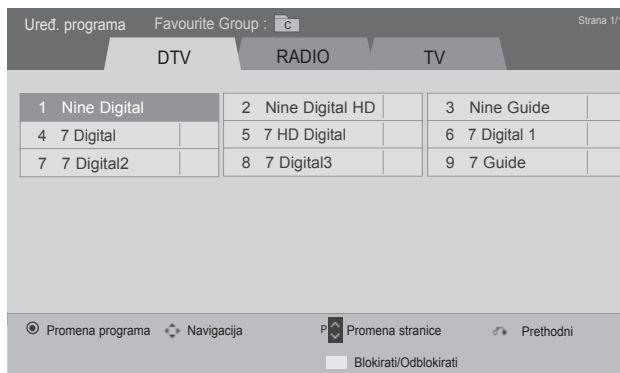 Uređ. programa Favourite Group : C Strana 1/1
DTV RADIO TV
1 Nine Digital 2 Nine Digital HD 3 Nine Guide
4 7 Digital 5 7 HD Digital 6 7 Digital 1
7 7 Digital2 8 7 Digital3 9 7 Guide
Promena programa Navigacija P Promena stranice Prethodni
Blokirati/Odblokirati